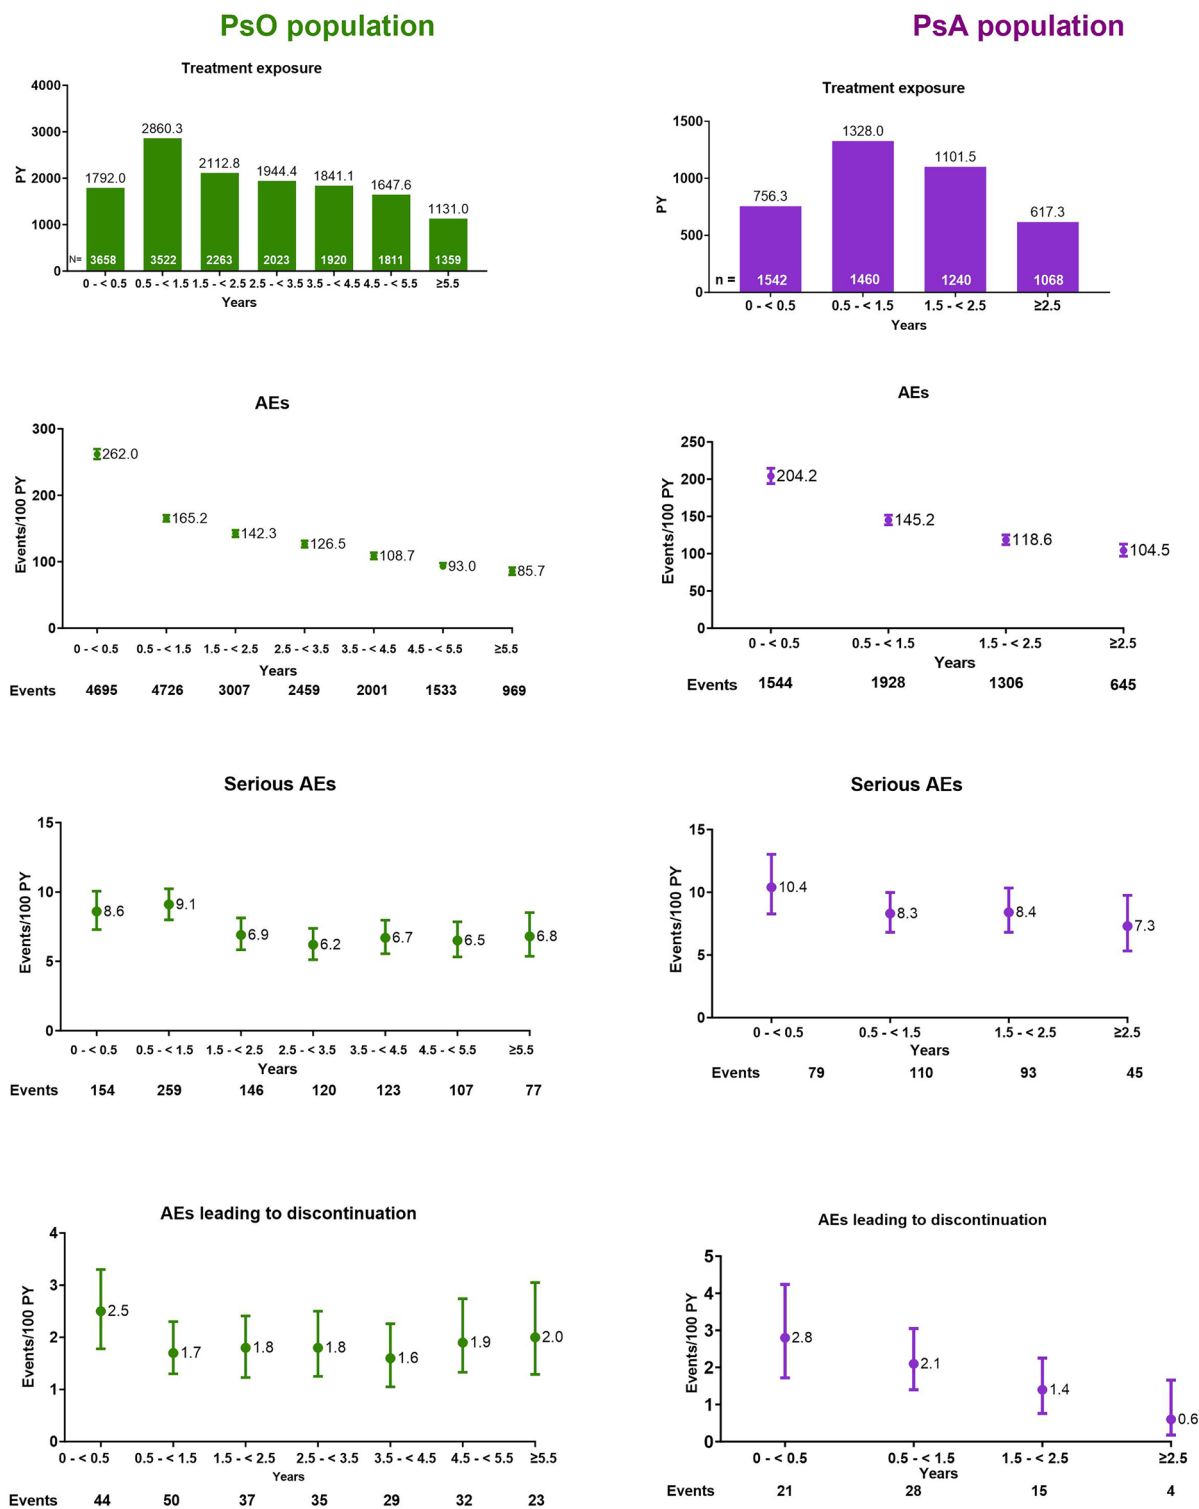 PsO population
PsA population
Treatment exposure
4000
3000
2000
1000
0
PY
1792.0
2860.3
2112.8
1944.4
1841.1
1647.6
1131.0
N= 3658 3522 2263 2023 1920 1811 1359
0 - < 0.5 0.5 - < 1.5 1.5 - < 2.5 2.5 - < 3.5 3.5 - < 4.5 4.5 - < 5.5 ≥5.5
Years
Treatment exposure
1500
1000
500
0
PY
756.3
1328.0
1101.5
617.3
n = 1542 1460 1240 1068
0 - < 0.5 0.5 - < 1.5 1.5 - < 2.5 ≥2.5
Years
AEs
300
200
100
0
Events/100 PY
262.0
165.2
142.3
126.5
108.7
93.0
85.7
0 - < 0.5 0.5 - < 1.5 1.5 - < 2.5 2.5 - < 3.5 3.5 - < 4.5 4.5 - < 5.5 ≥5.5
Years
Events 4695 4726 3007 2459 2001 1533 969
AEs
250
200
150
100
50
0
Events/100 PY
204.2
145.2
118.6
104.5
0 - < 0.5 0.5 - < 1.5 1.5 - < 2.5 ≥2.5
Years
Events 1544 1928 1306 645
Serious AEs
15
10
5
0
Events/100 PY
8.6
9.1
6.9
6.2
6.7
6.5
6.8
0 - < 0.5 0.5 - < 1.5 1.5 - < 2.5 2.5 - < 3.5 3.5 - < 4.5 4.5 - < 5.5 ≥5.5
Years
Events 154 259 146 120 123 107 77
Serious AEs
15
10
5
0
Events/100 PY
10.4
8.3
8.4
7.3
0 - < 0.5 0.5 - < 1.5 1.5 - < 2.5 ≥2.5
Years
Events 79 110 93 45
AEs leading to discontinuation
4
3
2
1
0
Events/100 PY
2.5
1.7
1.8
1.8
1.6
1.9
2.0
0 - < 0.5 0.5 - < 1.5 1.5 - < 2.5 2.5 - < 3.5 3.5 - < 4.5 4.5 - < 5.5 ≥5.5
Years
Events 44 50 37 35 29 32 23
AEs leading to discontinuation
5
4
3
2
1
0
Events/100 PY
2.8
2.1
1.4
0.6
0 - < 0.5 0.5 - < 1.5 1.5 - < 2.5 ≥2.5
Years
Events 21 28 15 4